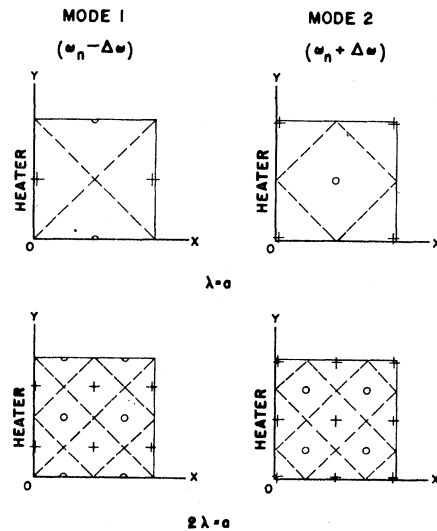 MODE 1 MODE 2
(ωn − Δω) (ωn + Δω)
Y Y
HEATER HEATER
O X O X
λ=a
Y Y
HEATER HEATER
O X O X
2λ=a